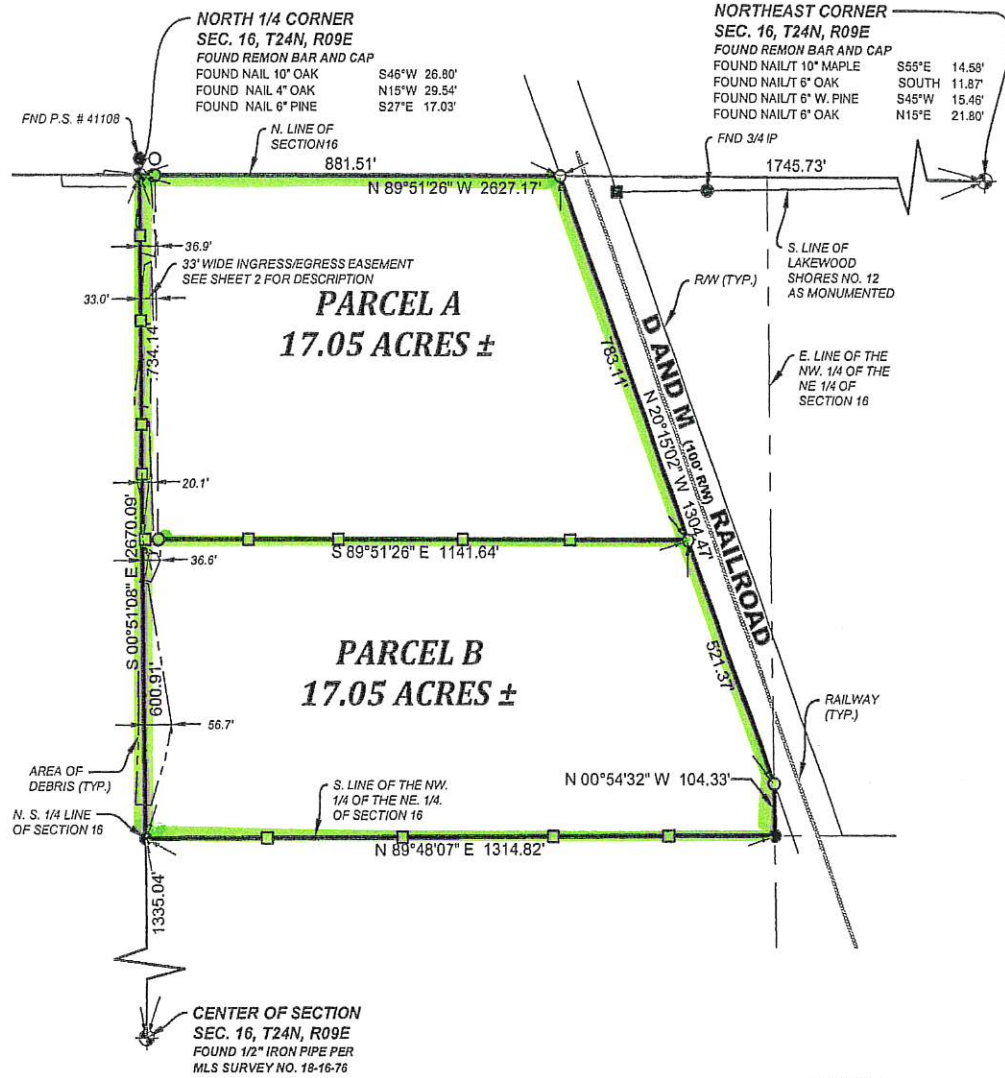 NORTH 1/4 CORNER
SEC. 16, T24N, R09E
FOUND REMON BAR AND CAP
FOUND NAIL 10" OAK S46°W 26.80'
FOUND NAIL 4" OAK N15°W 29.54'
FOUND NAIL 6" PINE S27°E 17.03'
NORTHEAST CORNER
SEC. 16, T24N, R09E
FOUND REMON BAR AND CAP
FOUND NAIL/T 10" MAPLE S55°E 14.58'
FOUND NAIL/T 6" OAK SOUTH 11.87'
FOUND NAIL/T 6" W. PINE S45°W 15.46'
FOUND NAIL/T 6" OAK N15°E 21.80'
FND P.S. # 41108
N. LINE OF
SECTION16
FND 3/4 IP
881.51'
1745.73'
N 89°51'26" W 2627.17'
36.9'
33' WIDE INGRESS/EGRESS EASEMENT
SEE SHEET 2 FOR DESCRIPTION
33.0'
S. LINE OF
LAKEWOOD
SHORES NO. 12
AS MONUMENTED
R/W (TYP.)
PARCEL A
17.05 ACRES ±
734.14'
783.11'
D AND M (100' R/W) RAILROAD
N 20°15'02" W 1304.47'
E. LINE OF THE
NW. 1/4 OF THE
NE 1/4 OF
SECTION 16
20.1'
S 00°51'08" E 2670.09'
S 89°51'26" E 1141.64'
36.6'
PARCEL B
17.05 ACRES ±
600.91'
521.37'
56.7'
RAILWAY
(TYP.)
AREA OF
DEBRIS (TYP.)
N 00°54'32" W 104.33'
S. LINE OF THE NW.
1/4 OF THE NE. 1/4.
OF SECTION 16
N. S. 1/4 LINE
OF SECTION 16
N 89°48'07" E 1314.82'
1335.04'
CENTER OF SECTION
SEC. 16, T24N, R09E
FOUND 1/2" IRON PIPE PER
MLS SURVEY NO. 18-16-76